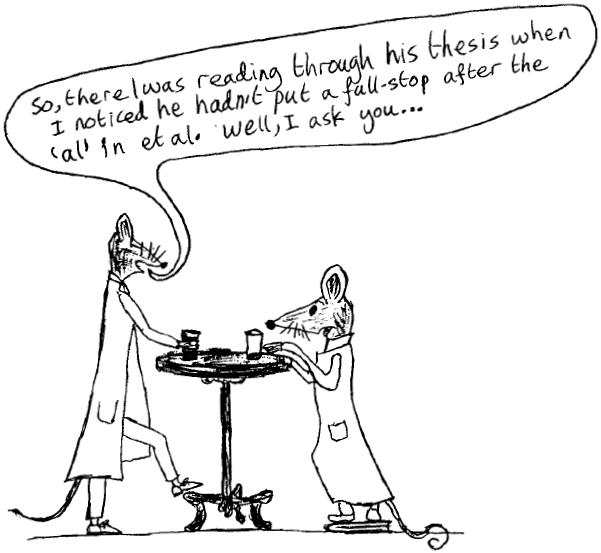 So, there I was reading through his thesis when
I noticed he hadn't put a full-stop after the
'al' in et al. Well, I ask you...